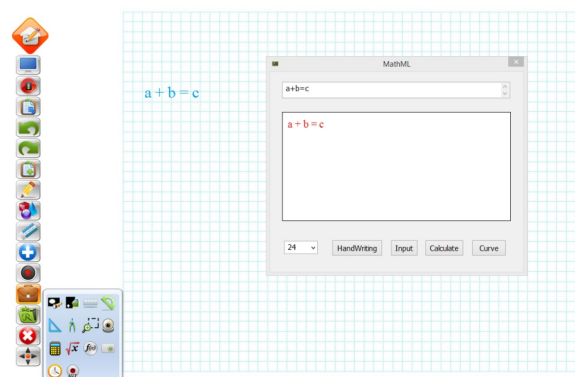 MathML
a+b=c
a + b = c
a + b = c
24
HandWriting
Input
Calculate
Curve
√x
f(x)